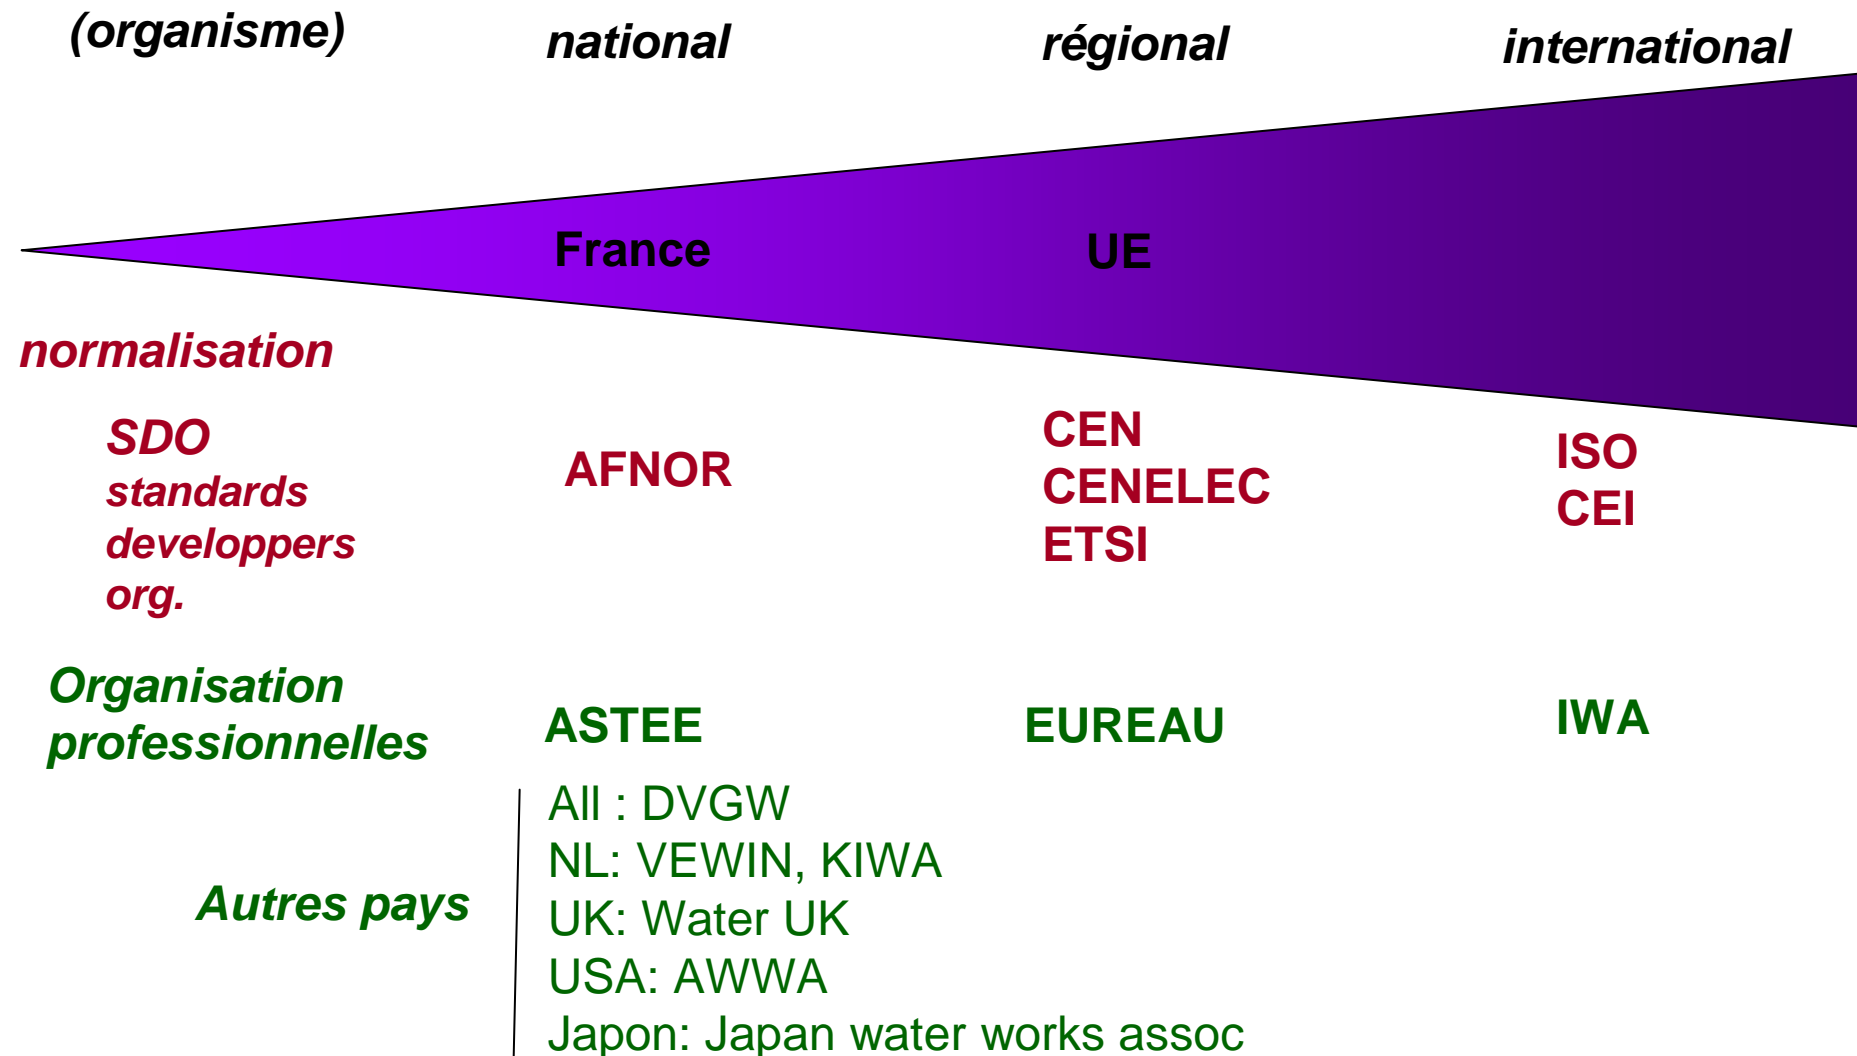 (organisme) national régional international
France UE
normalisation
SDO
standards
developpers
org.
AFNOR
CEN
CENELEC
ETSI
ISO
CEI
Organisation
professionnelles
ASTEE
EUREAU
IWA
Autres pays
All : DVGW
NL: VEWIN, KIWA
UK: Water UK
USA: AWWA
Japon: Japan water works assoc